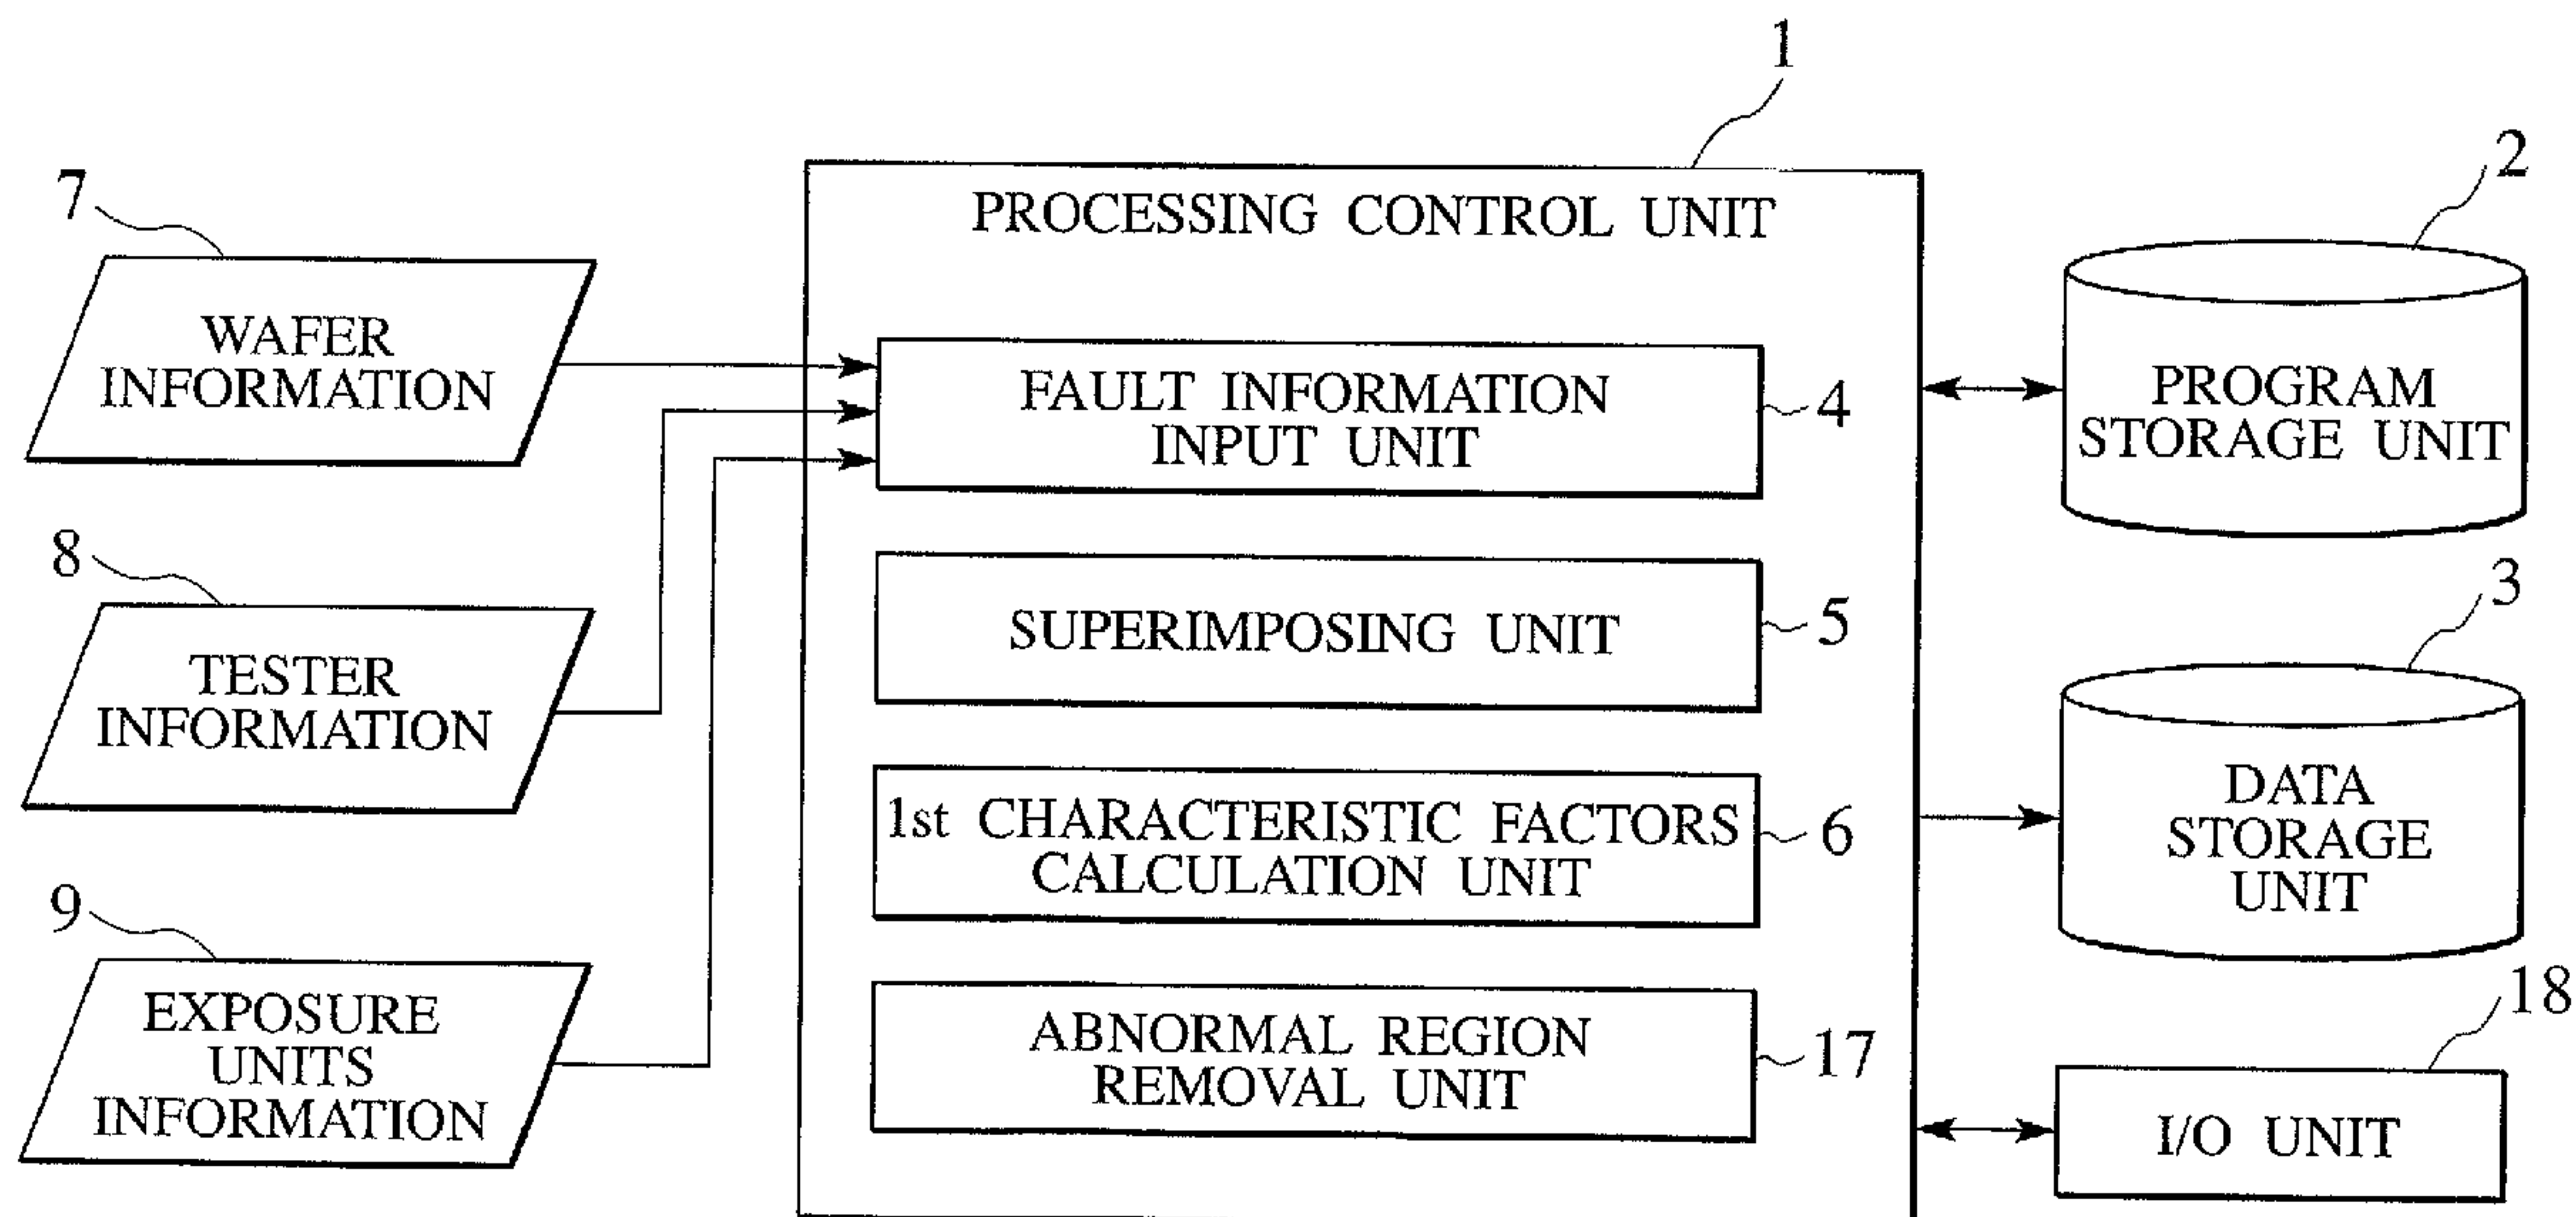 1
2
7
PROCESSING CONTROL UNIT
WAFER
INFORMATION
FAULT INFORMATION
INPUT UNIT
4
PROGRAM
STORAGE UNIT
8
3
SUPERIMPOSING UNIT
5
TESTER
INFORMATION
1st CHARACTERISTIC FACTORS
CALCULATION UNIT
6
DATA
STORAGE
UNIT
9
18
EXPOSURE
UNITS
INFORMATION
ABNORMAL REGION
REMOVAL UNIT
17
I/O UNIT